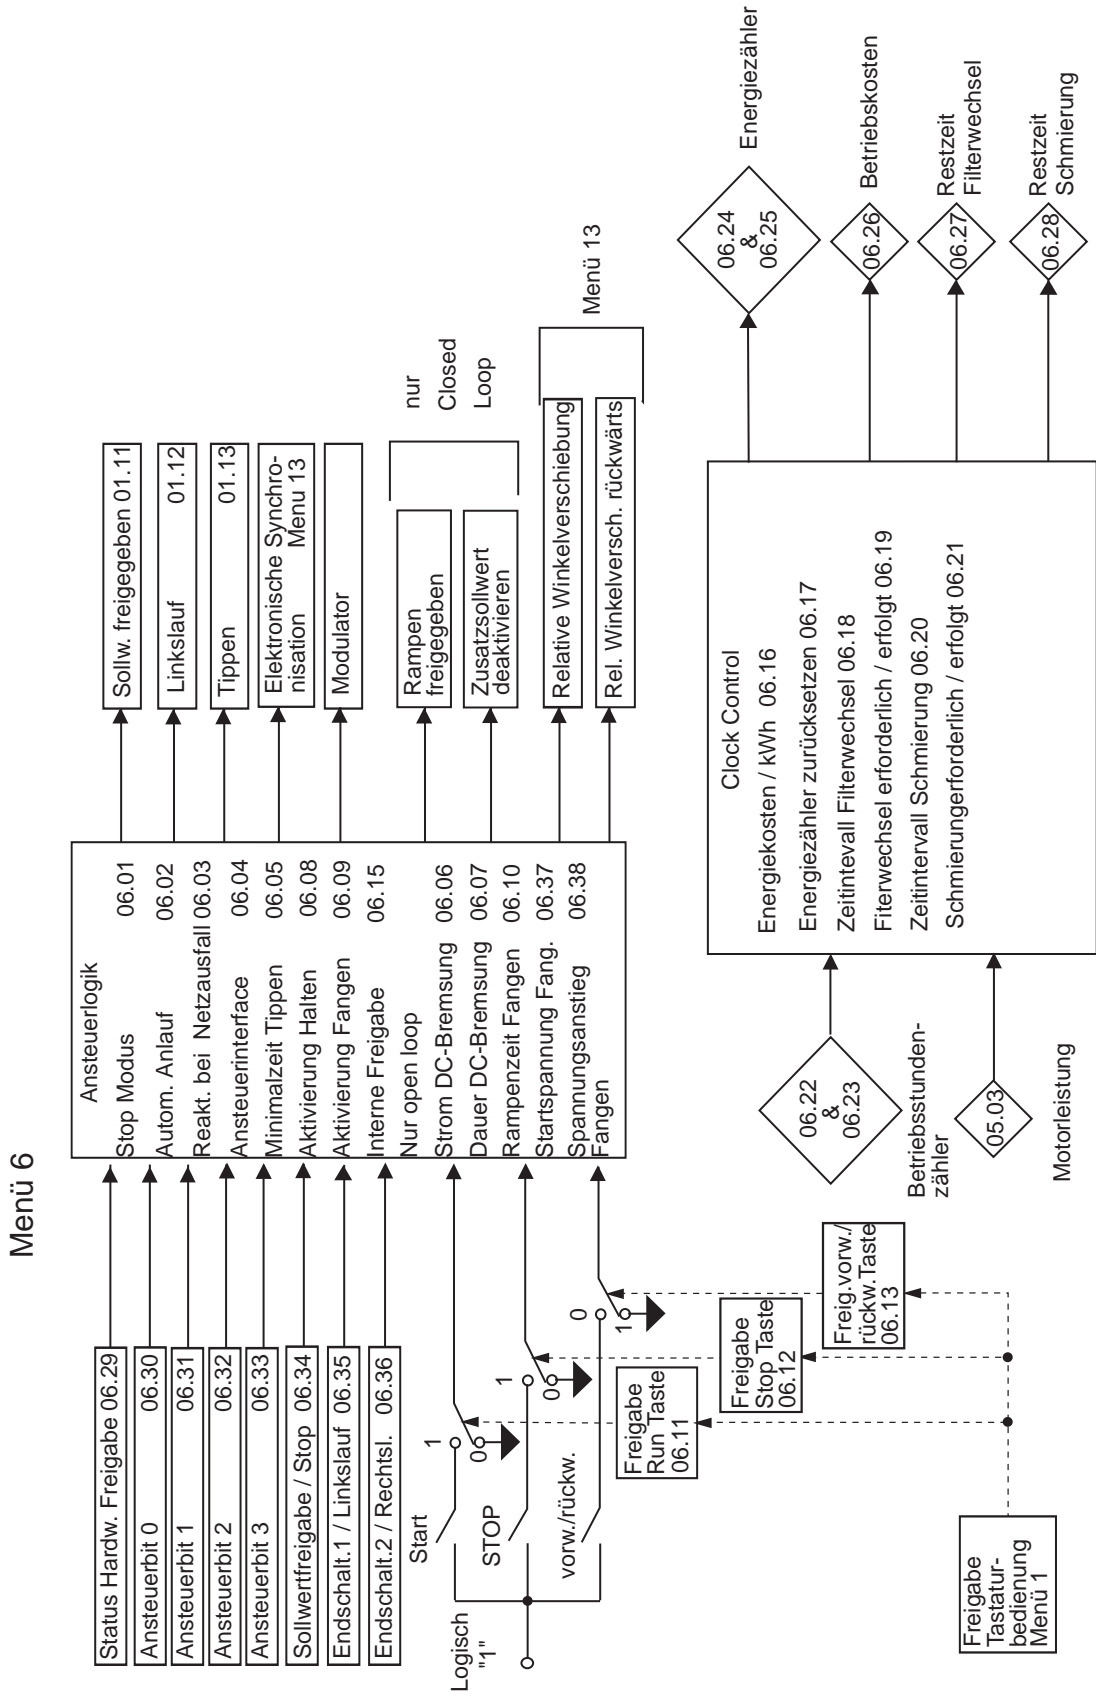 Menü 6
Status Hardw. Freigabe 06.29
Ansteuerbit 0 06.30
Ansteuerbit 1 06.31
Ansteuerbit 2 06.32
Ansteuerbit 3 06.33
Sollwertfreigabe / Stop 06.34
Endschalt.1 / Linkslauf 06.35
Endschalt.2 / Rechtsl. 06.36
Logisch
"1"
Start
STOP
vorw./rückw.
1
0
1
0
0
1
Freigabe
Run Taste
06.11
Freigabe
Stop Taste
06.12
Freig.vorw./
rückw.Taste
06.13
Freigabe
Tastatur-
bedienung
Menü 1
Ansteuerlogik
Stop Modus 06.01
Autom. Anlauf 06.02
Reakt. bei Netzausfall 06.03
Ansteuerinterface 06.04
Minimalzeit Tippen 06.05
Aktivierung Halten 06.08
Aktivierung Fangen 06.09
Interne Freigabe 06.15
Nur open loop
Strom DC-Bremsung 06.06
Dauer DC-Bremsung 06.07
Rampenzeit Fangen 06.10
Startspannung Fang. 06.37
Spannungsanstieg 06.38
Fangen
Sollw. freigegeben 01.11
Linkslauf 01.12
Tippen 01.13
Elektronische Synchro-
nisation Menu 13
Modulator
Rampen
freigegeben
Zusatzsollwert
deaktivieren
nur
Closed
Loop
Relative Winkelverschiebung
Rel. Winkelversch. rückwärts
Menü 13
06.22
&
06.23
Betriebsstunden-
zähler
05.03
Motorleistung
Clock Control
Energiekosten / kWh 06.16
Energiezähler zurücksetzen 06.17
Zeitintevall Filterwechsel 06.18
Fiterwechsel erforderlich / erfolgt 06.19
Zeitintervall Schmierung 06.20
Schmierungerforderlich / erfolgt 06.21
06.24
&
06.25
Energiezähler
06.26
Betriebskosten
06.27
Restzeit
Filterwechsel
06.28
Restzeit
Schmierung